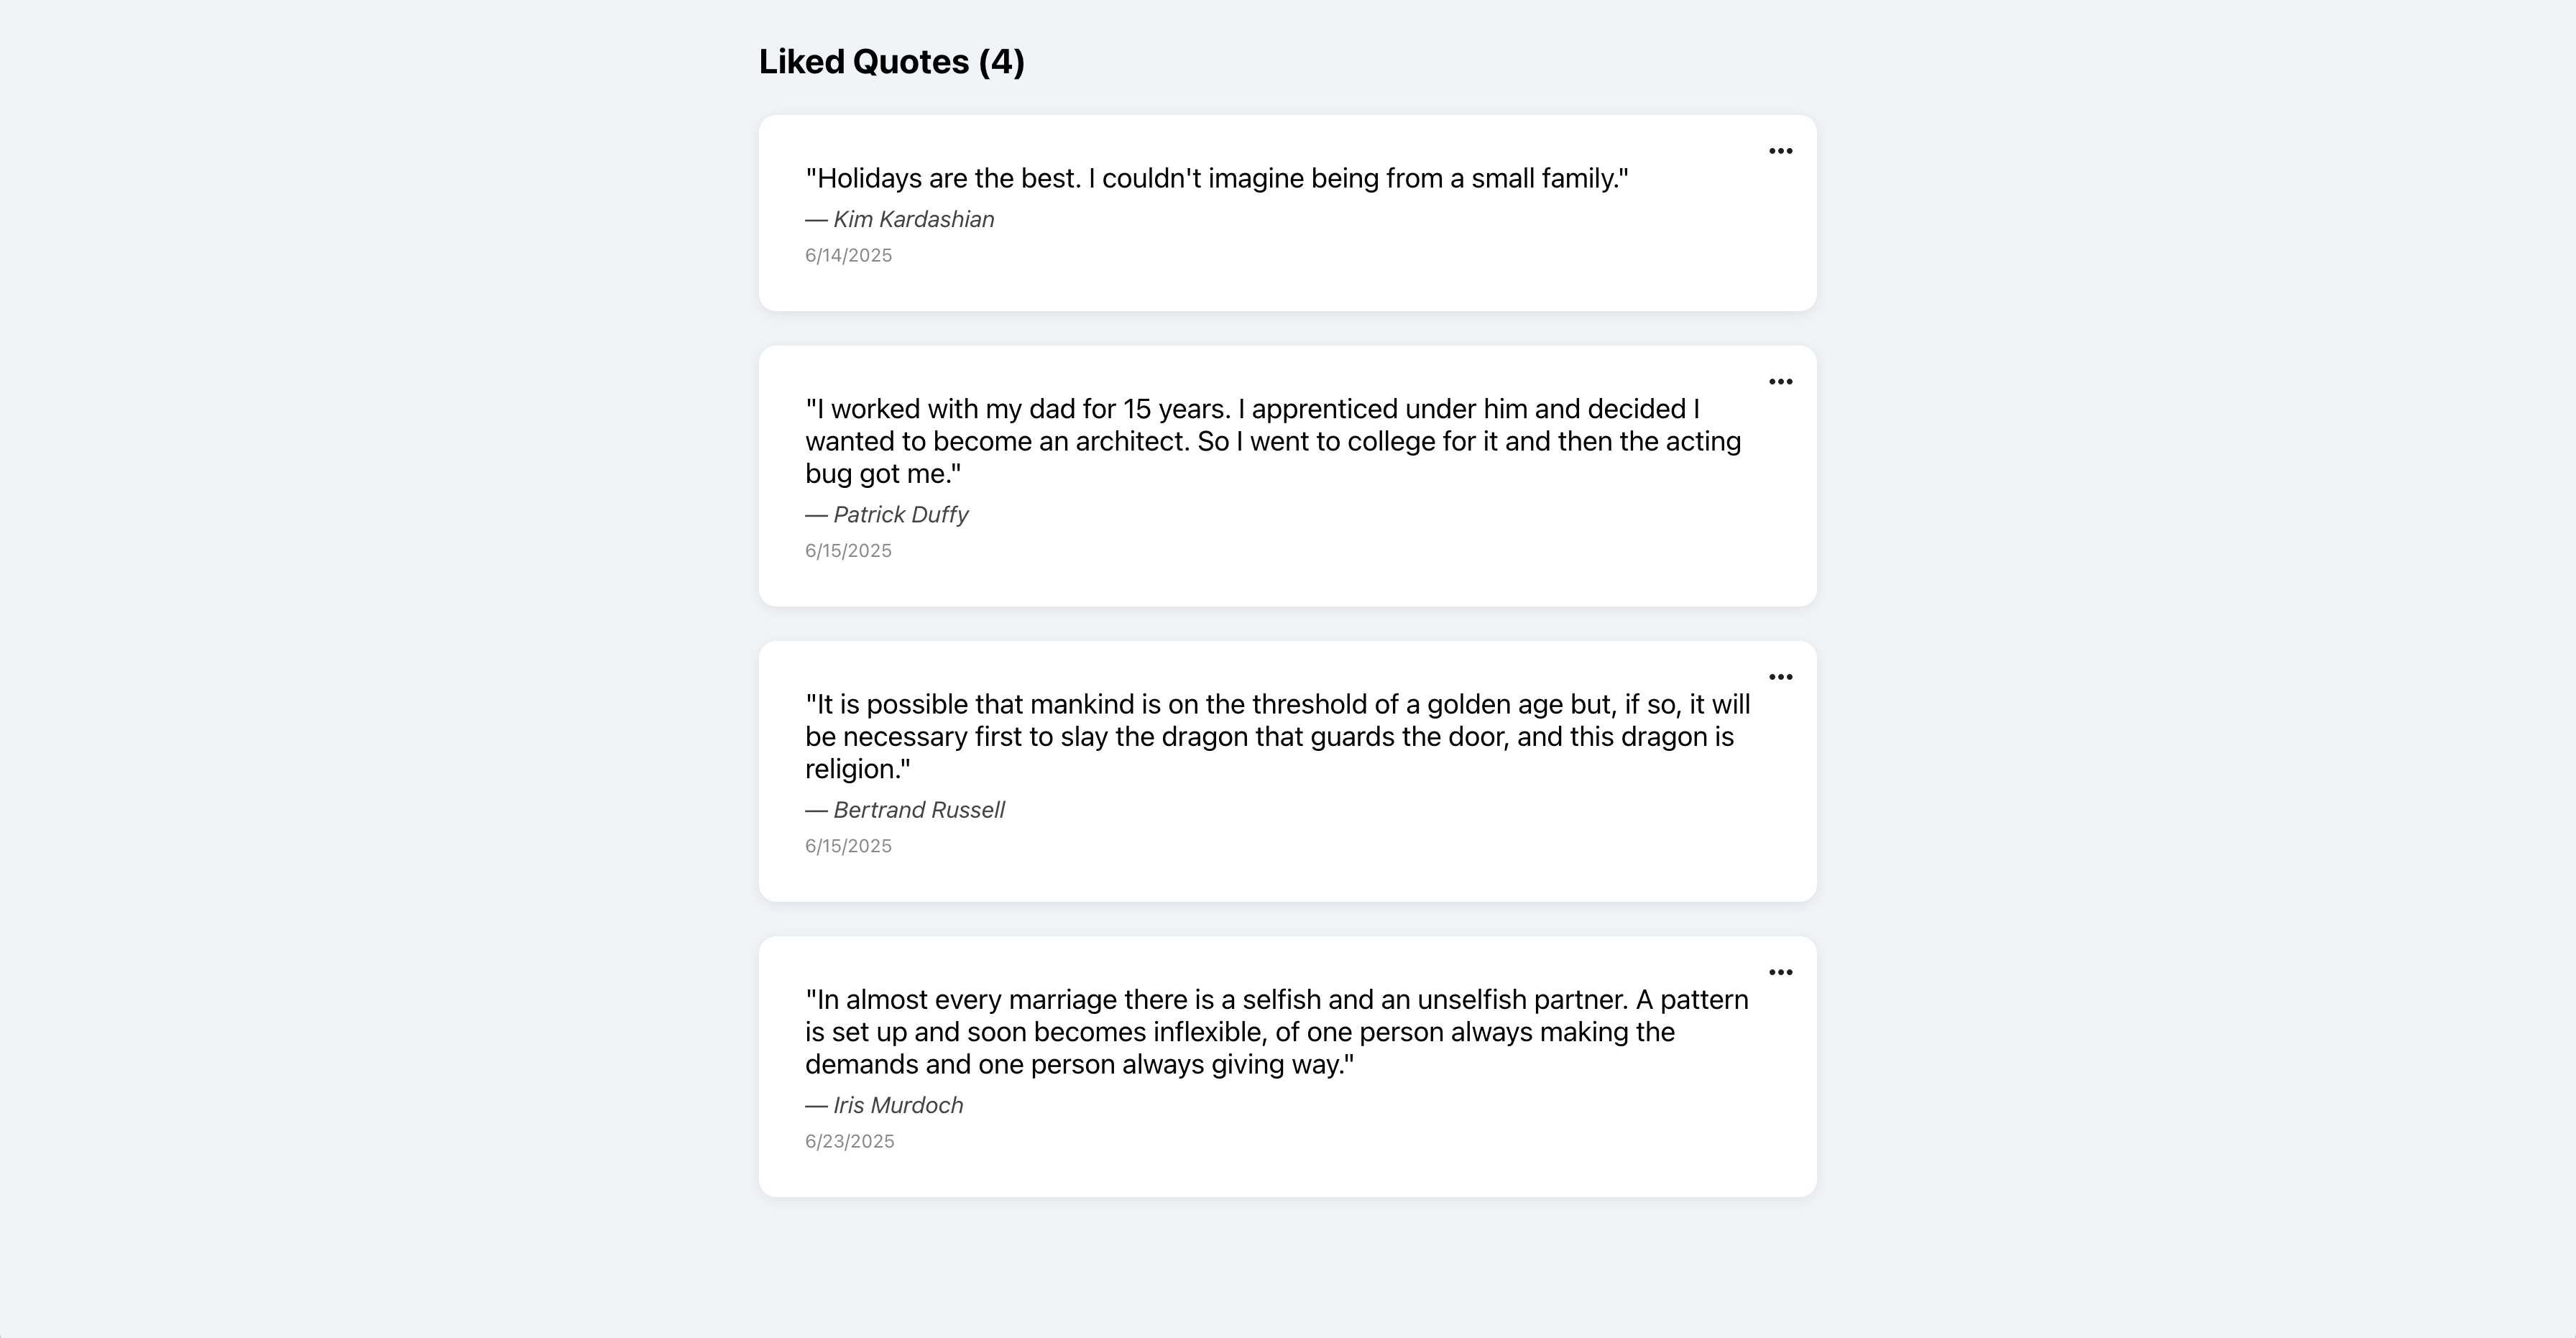 Liked Quotes (4)
"Holidays are the best. I couldn't imagine being from a small family."
— Kim Kardashian
6/14/2025
"I worked with my dad for 15 years. I apprenticed under him and decided I
wanted to become an architect. So I went to college for it and then the acting
bug got me."
— Patrick Duffy
6/15/2025
"It is possible that mankind is on the threshold of a golden age but, if so, it will
be necessary first to slay the dragon that guards the door, and this dragon is
religion."
— Bertrand Russell
6/15/2025
"In almost every marriage there is a selfish and an unselfish partner. A pattern
is set up and soon becomes inflexible, of one person always making the
demands and one person always giving way."
— Iris Murdoch
6/23/2025